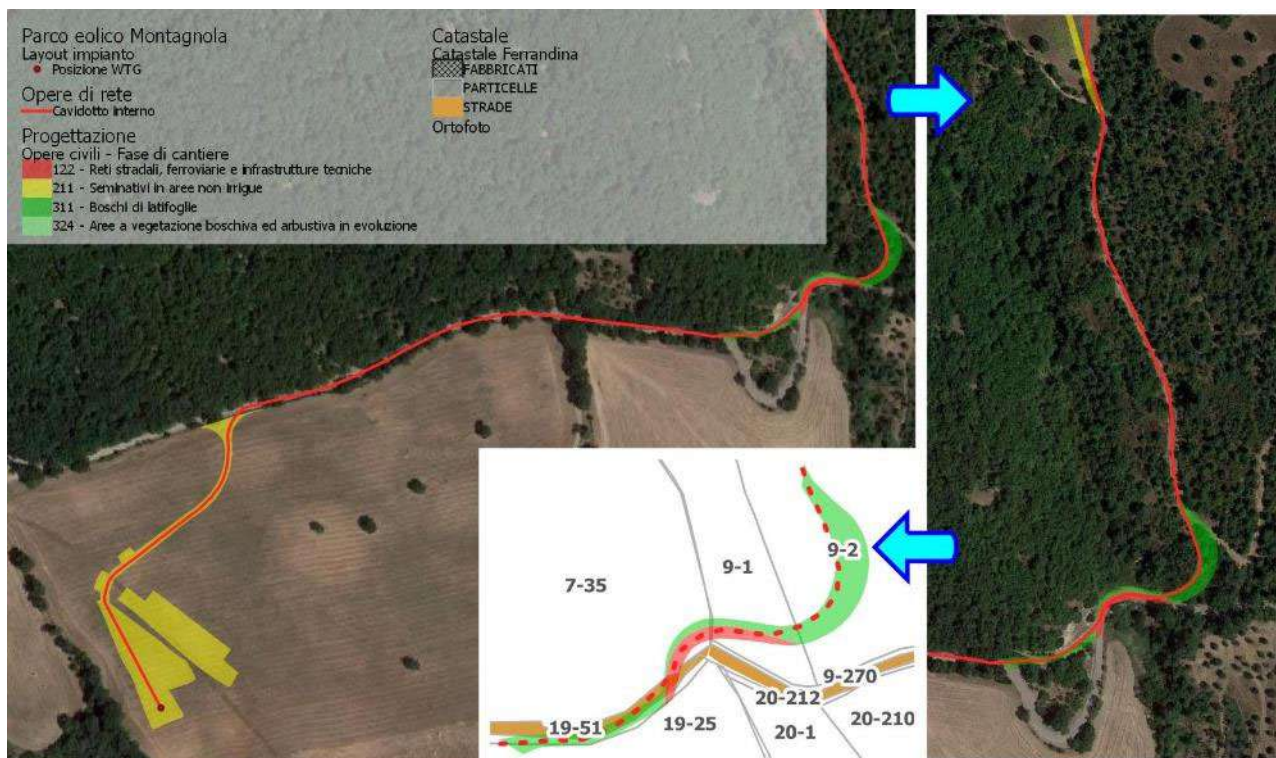 Parco eolico Montagnola
Layout impianto
Posizione WTG
Opere di rete
Cavidotto interno
Progettazione
Opere civili - Fase di cantiere
122 - Reti stradali, ferroviarie e infrastrutture tecniche
211 - Seminativi in aree non irrigue
311 - Boschi di latifoglie
324 - Aree a vegetazione boschiva ed arbustiva in evoluzione
Catastale
Catastale Ferrandina
FABBRICATI
PARTICELLE
STRADE
Ortofoto
9-2
9-1
7-35
9-270
20-212
19-51
19-25
20-1
20-210